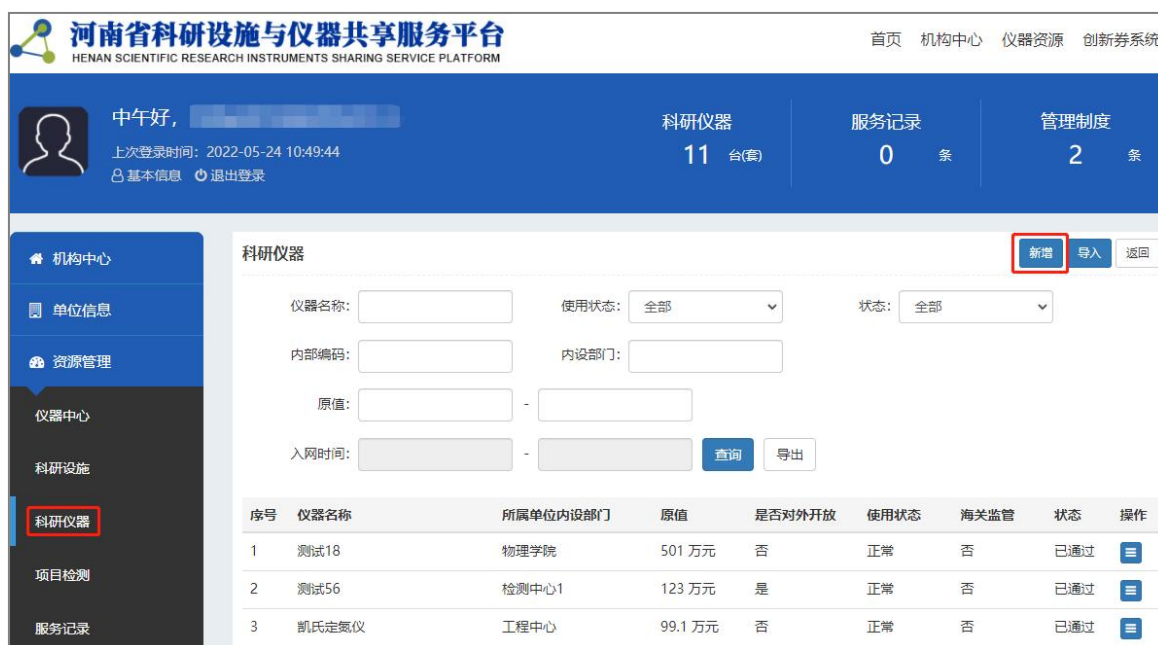 河南省科研设施与仪器共享服务平台
HENAN SCIENTIFIC RESEARCH INSTRUMENTS SHARING SERVICE PLATFORM
首页 机构中心 仪器资源 创新券系统
中午好，
上次登录时间：2022-05-24 10:49:44
基本信息 退出登录
科研仪器 服务记录 管理制度
11 台(套) 0 条 2 条
机构中心
单位信息
资源管理
仪器中心
科研设施
科研仪器
项目检测
服务记录
科研仪器 新增 导入 返回
仪器名称： 使用状态： 全部 状态： 全部
内部编码： 内设部门：
原值： -
入网时间： - 查询 导出
序号 仪器名称 所属单位内设部门 原值 是否对外开放 使用状态 海关监管 状态 操作
1 测试18 物理学院 501 万元 否 正常 否 已通过
2 测试56 检测中心1 123 万元 是 正常 否 已通过
3 凯氏定氮仪 工程中心 99.1 万元 否 正常 否 已通过